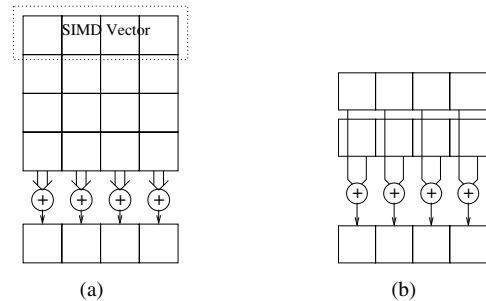 SIMD Vector
+ + + +
+ + + +
(a) (b)